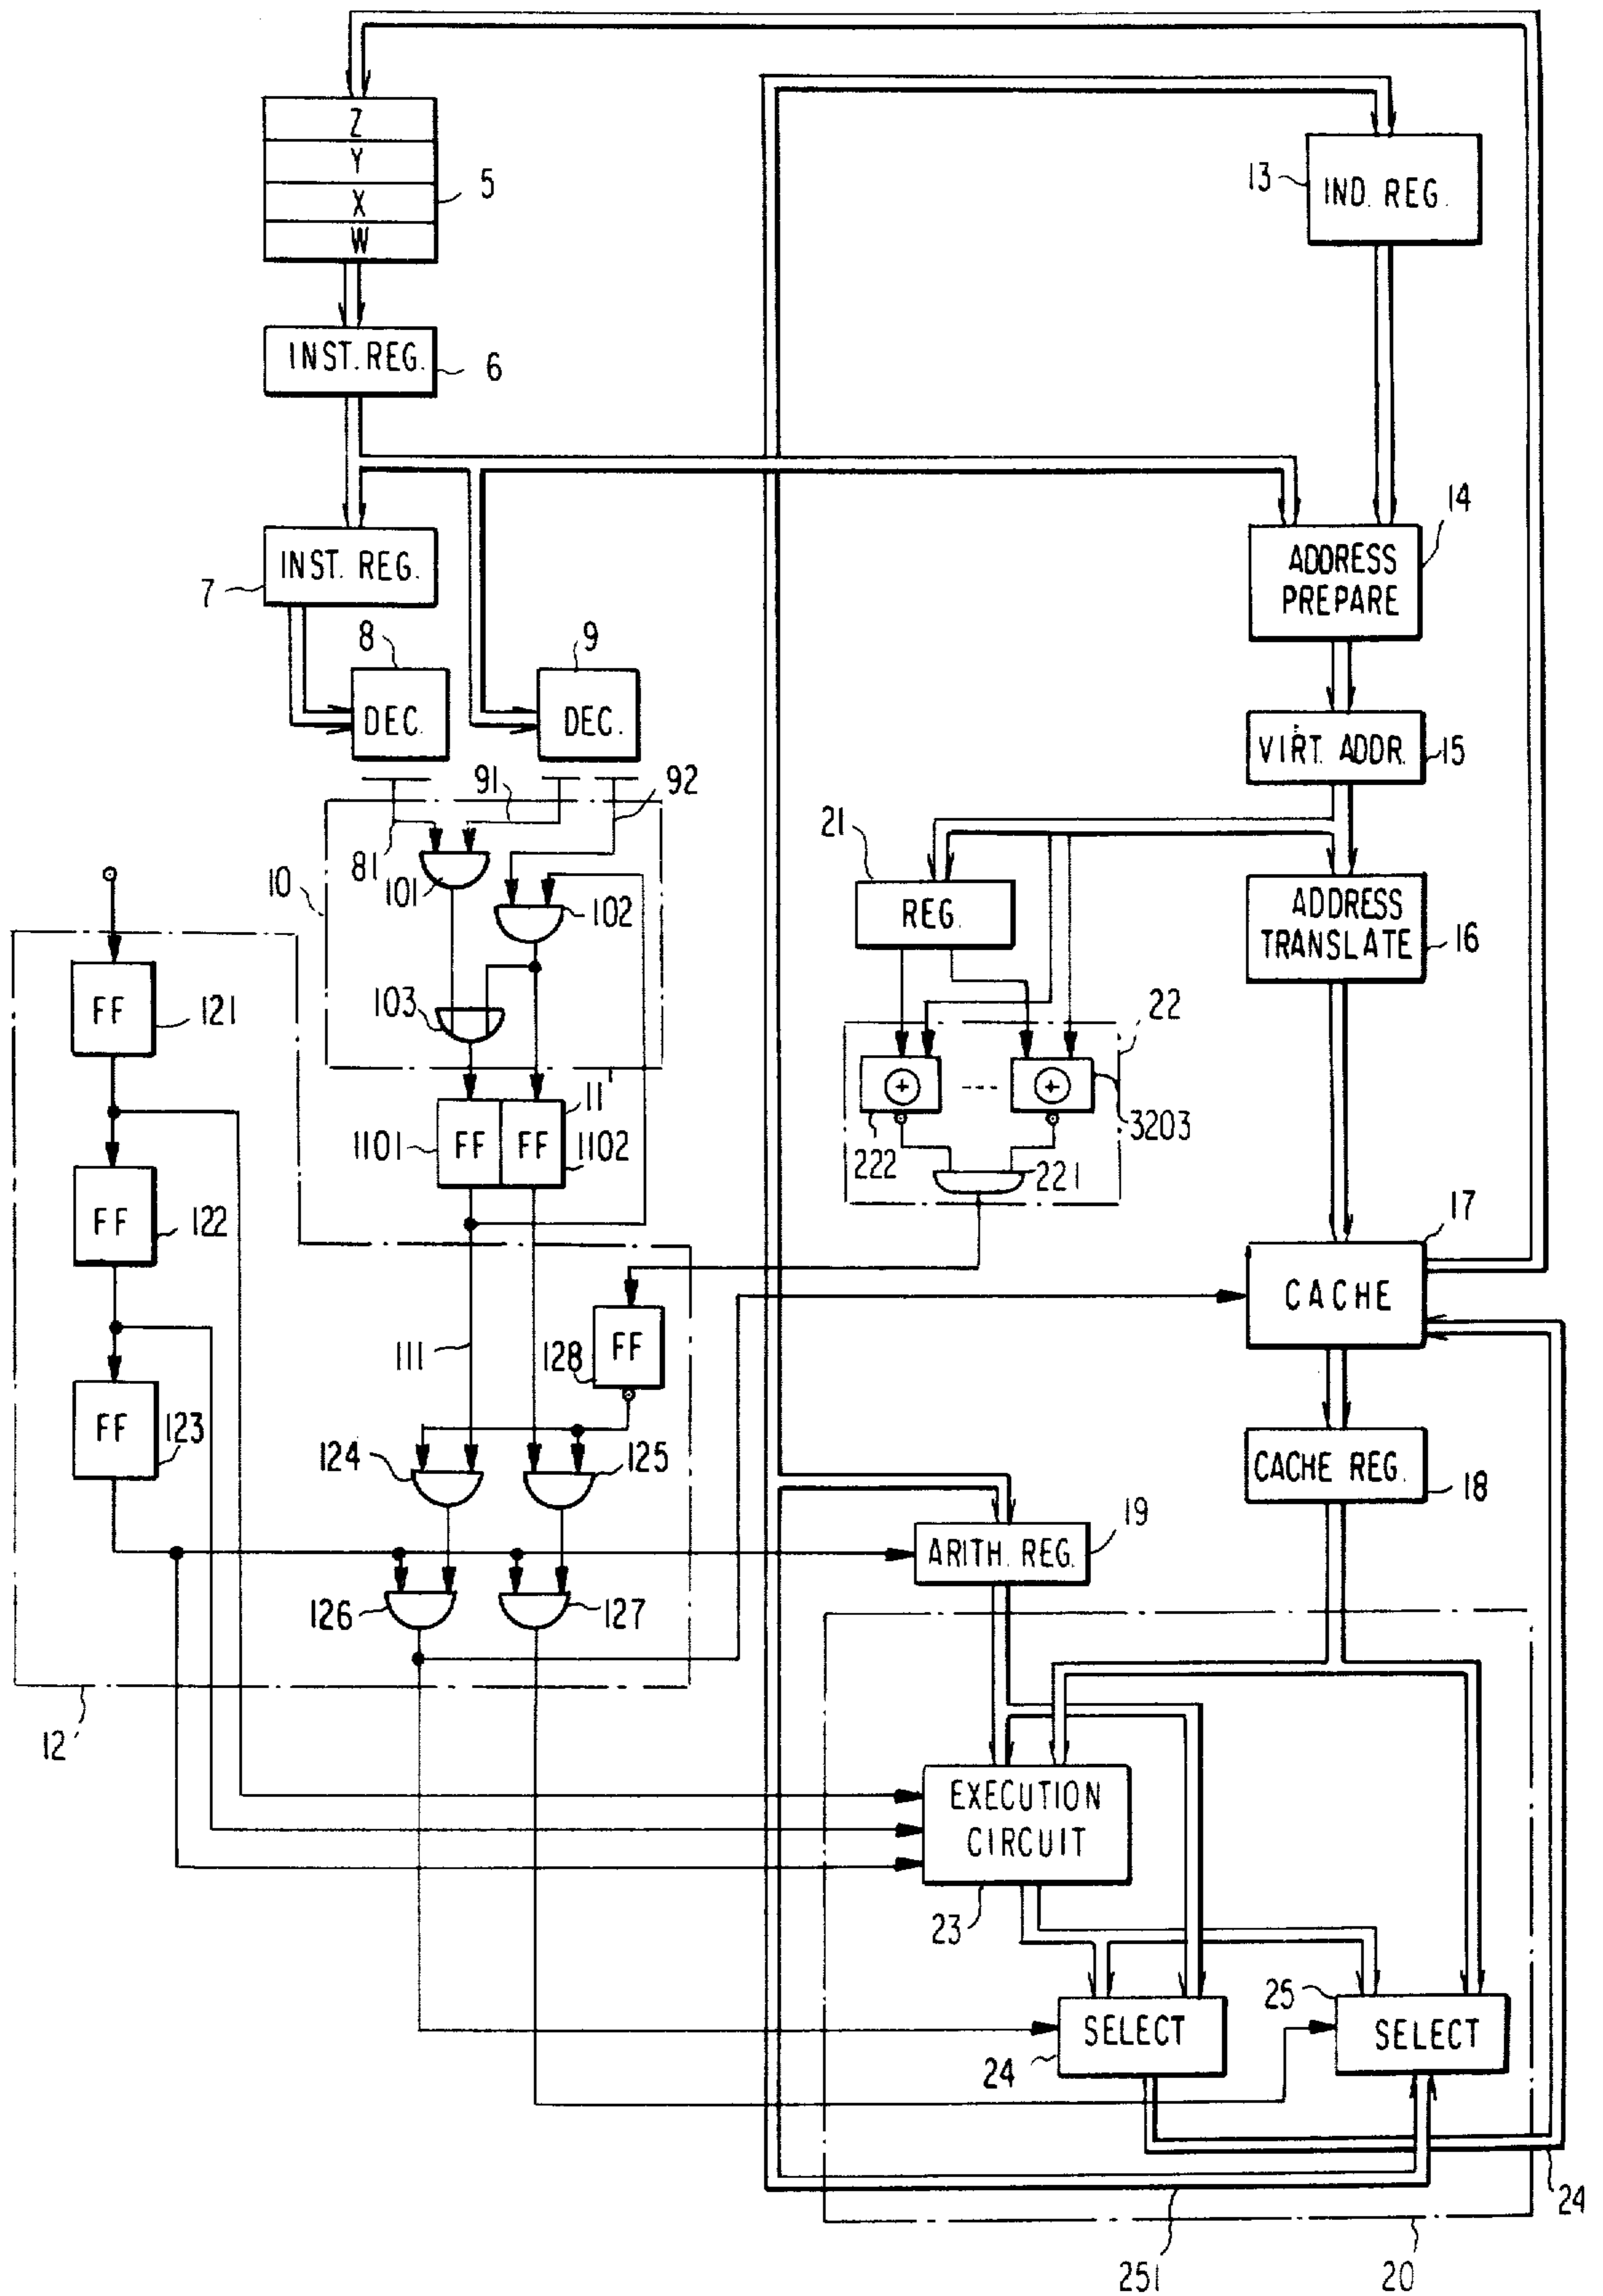 Z
Y
X
W
5
13
IND. REG.
INST. REG.
6
14
INST. REG.
7
ADDRESS
PREPARE
8
9
DEC.
DEC.
VIRT. ADDR.
15
91
92
21
81
101
10
102
REG.
ADDRESS
TRANSLATE
16
FF
121
103
22
11'
1101
FF
FF
1102
222
3203
221
FF
122
17
CACHE
111
128
FF
FF
123
124
125
CACHE REG.
18
19
ARITH. REG.
126
127
12
EXECUTION
CIRCUIT
23
25
SELECT
24
SELECT
24
251
20